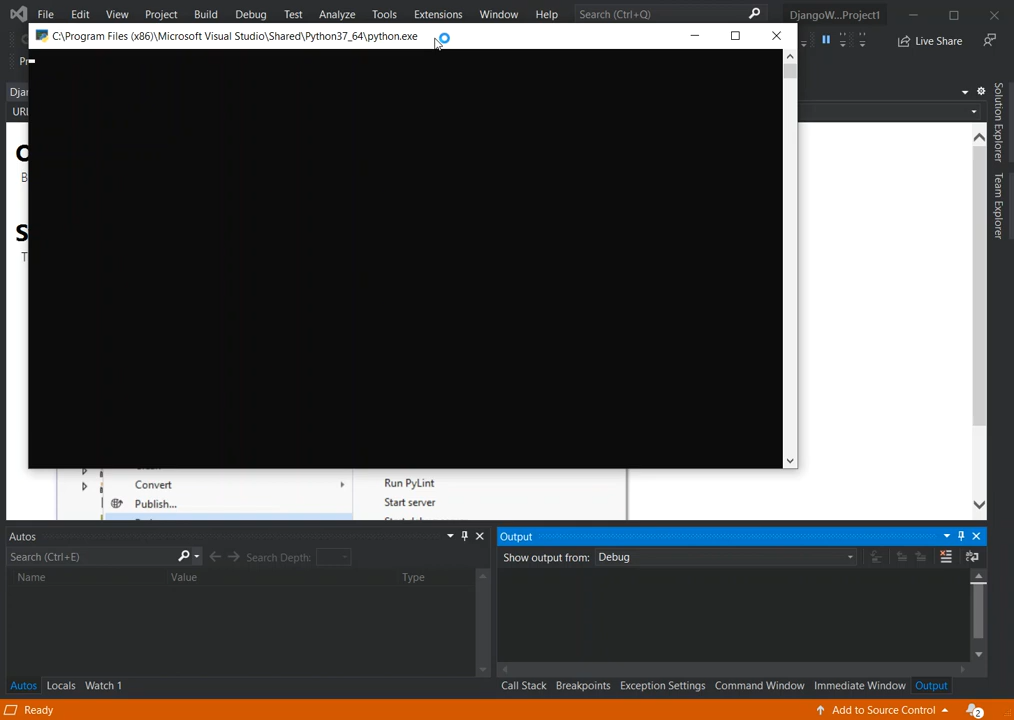 File Edit View Project Build Debug Test Analyze Tools Extensions Window Help Search (Ctrl+Q) DjangoW...Project1
C:\Program Files (x86)\Microsoft Visual Studio\Shared\Python37_64\python.exe
Live Share
Solution Explorer
Team Explorer
Convert
Publish...
Run PyLint
Start server
Autos
Search (Ctrl+E) Search Depth:
Name Value Type
Autos Locals Watch 1
Output
Show output from: Debug
Call Stack Breakpoints Exception Settings Command Window Immediate Window Output
Ready
Add to Source Control
2